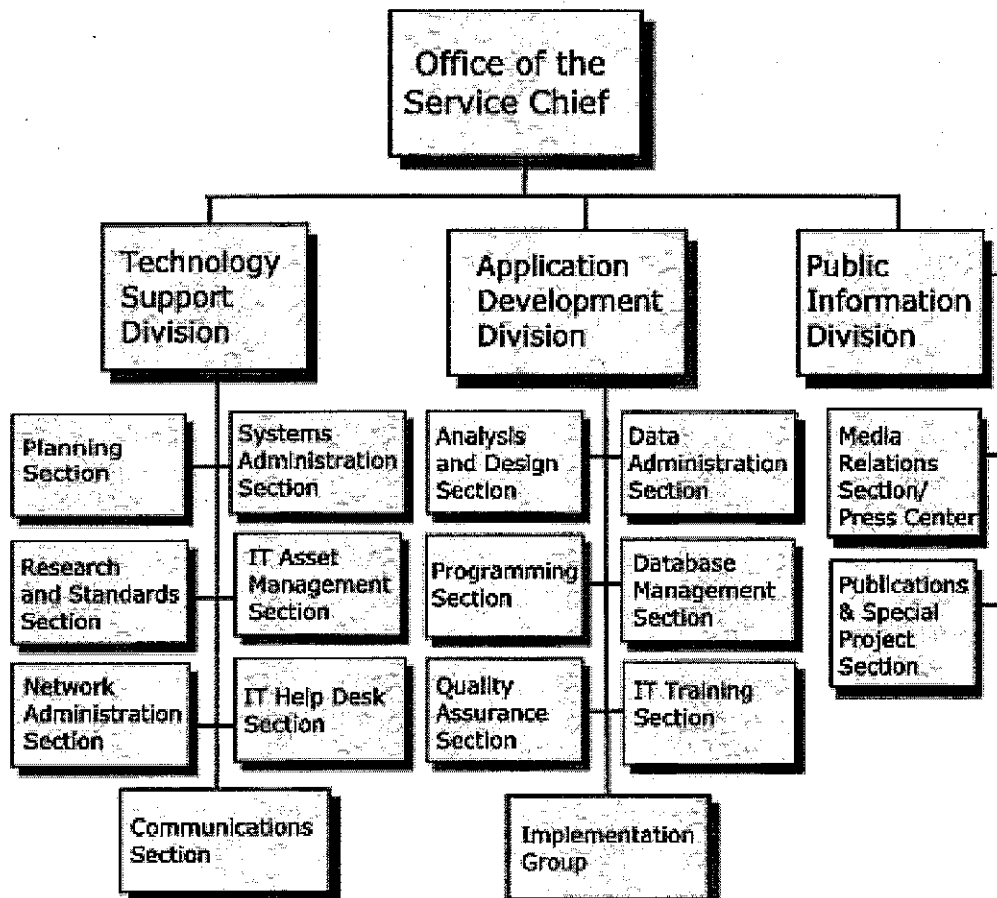 Office of the
Service Chief
Technology
Support
Division
Application
Development
Division
Public
Information
Division
Planning
Section
Systems
Administration
Section
Analysis
and Design
Section
Data
Administration
Section
Media
Relations
Section/
Press Center
Research
and Standards
Section
IT Asset
Management
Section
Programming
Section
Database
Management
Section
Publications
& Special
Project
Section
Network
Administration
Section
IT Help Desk
Section
Quality
Assurance
Section
IT Training
Section
Communications
Section
Implementation
Group